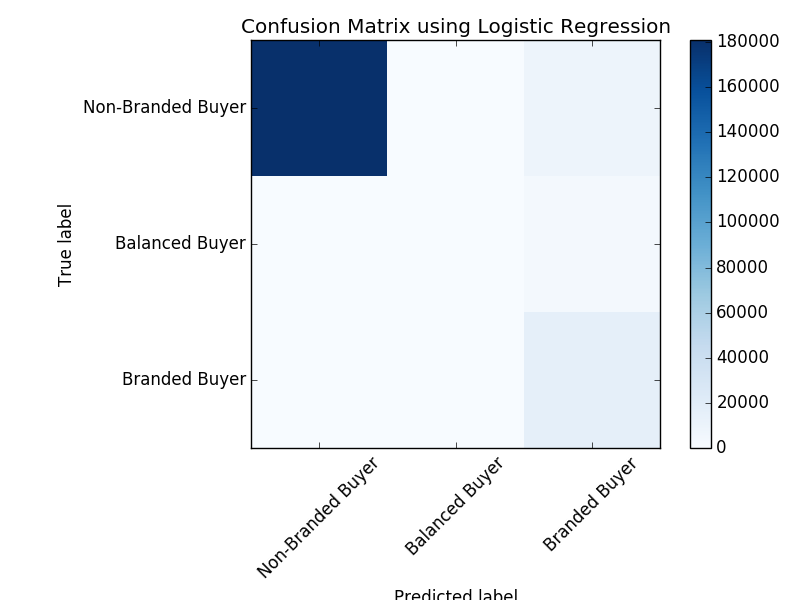 Confusion Matrix using Logistic Regression
True label
Non-Branded Buyer
Balanced Buyer
Branded Buyer
Non-Branded Buyer
Balanced Buyer
Branded Buyer
Predicted label
180000
160000
140000
120000
100000
80000
60000
40000
20000
0